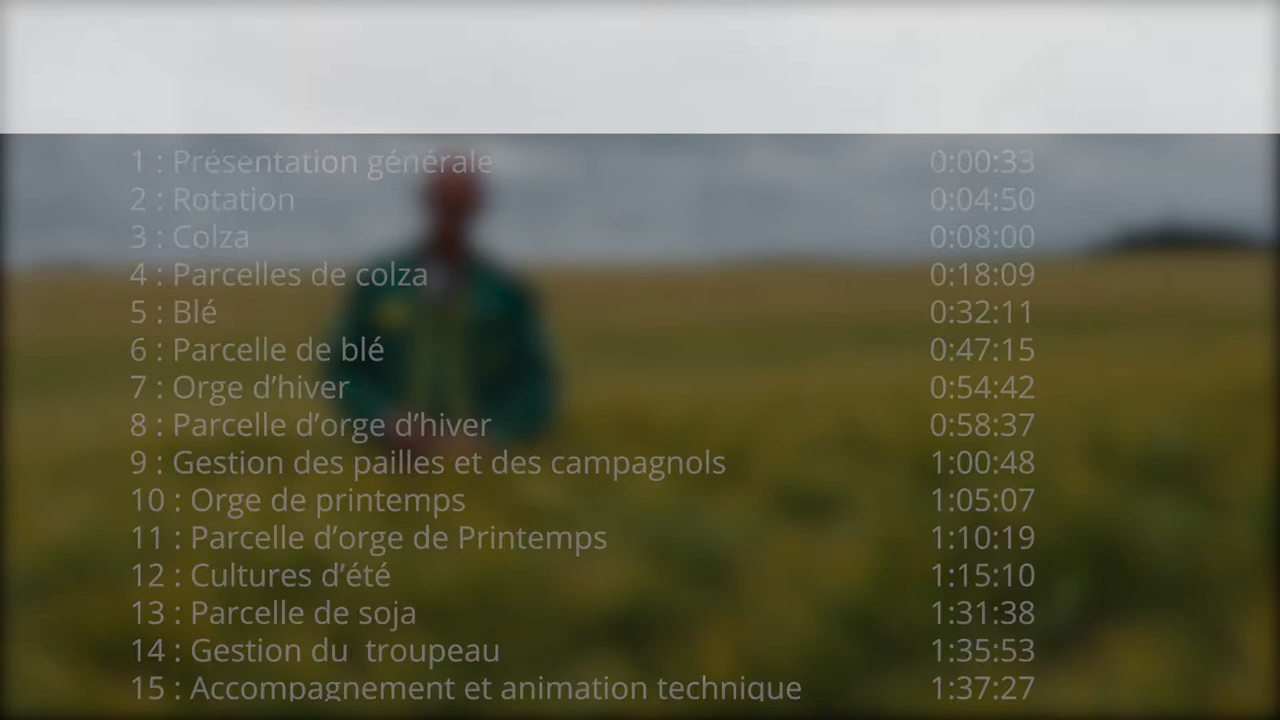 1 : Présentation générale 0:00:33
2 : Rotation 0:04:50
3 : Colza 0:08:00
4 : Parcelles de colza 0:18:09
5 : Blé 0:32:11
6 : Parcelle de blé 0:47:15
7 : Orge d’hiver 0:54:42
8 : Parcelle d’orge d’hiver 0:58:37
9 : Gestion des pailles et des campagnols 1:00:48
10 : Orge de printemps 1:05:07
11 : Parcelle d’orge de Printemps 1:10:19
12 : Cultures d’été 1:15:10
13 : Parcelle de soja 1:31:38
14 : Gestion du  troupeau 1:35:53
15 : Accompagnement et animation technique 1:37:27